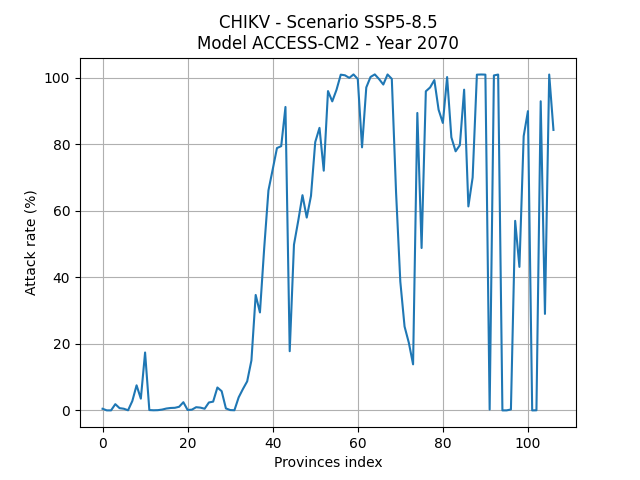 CHIKV - Scenario SSP5-8.5
Model ACCESS-CM2 - Year 2070
Attack rate (%)
100
80
60
40
20
0
0 20 40 60 80 100
Provinces index